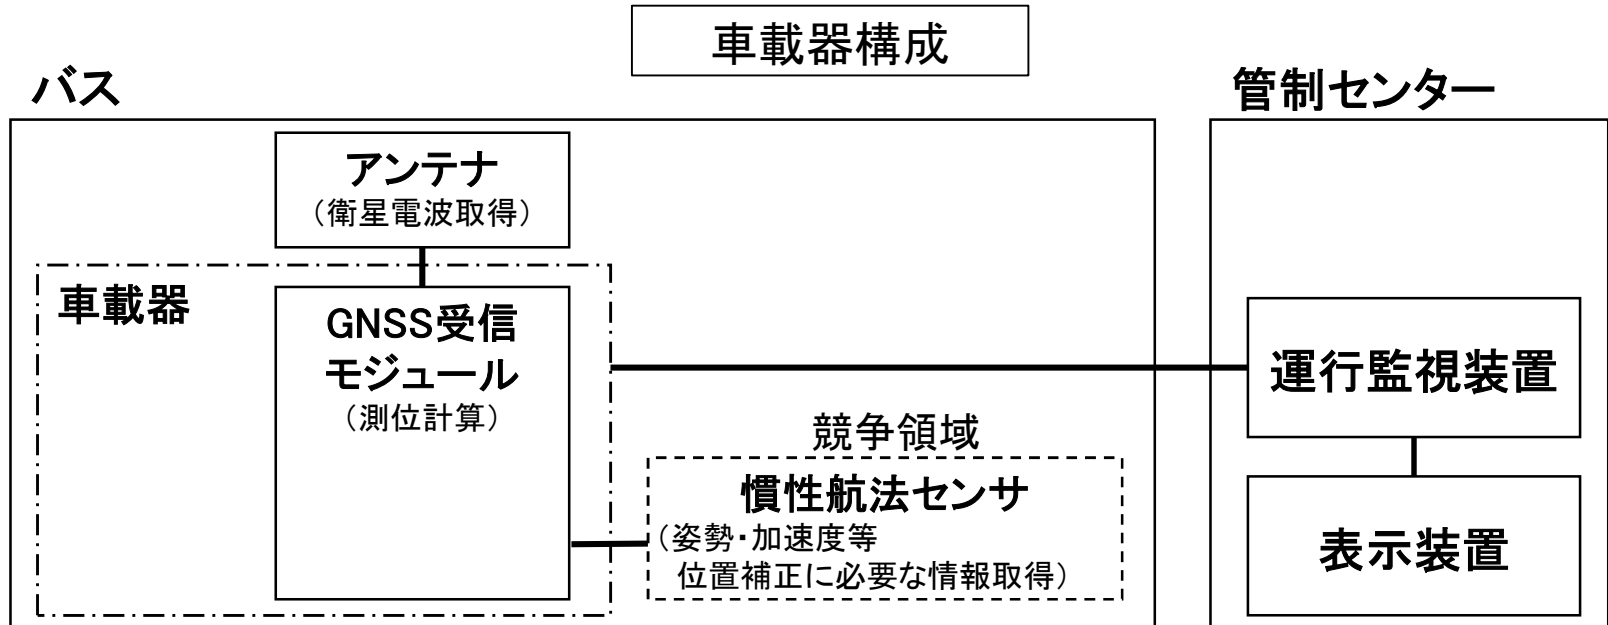 車載器構成
バス
管制センター
アンテナ
（衛星電波取得）
車載器
GNSS受信
モジュール
（測位計算）
運行監視装置
競争領域
慣性航法センサ
（姿勢・加速度等
位置補正に必要な情報取得）
表示装置